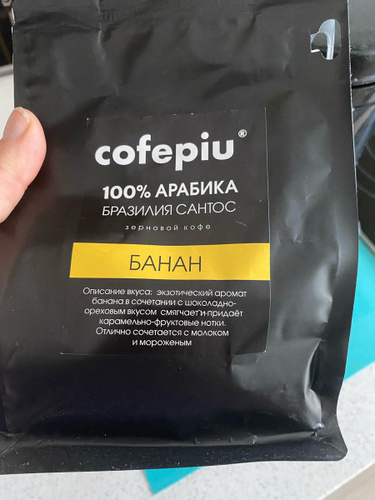 cofepiu®
100% АРАБИКА
БРАЗИЛИЯ САНТОС
зерновой кофе
БАНАН
Описание вкуса: экзотический аромат
банана в сочетании с шоколадно-
ореховым вкусом смягчает и придаёт
карамельно-фруктовые нотки.
Отлично сочетается с молоком
и мороженым